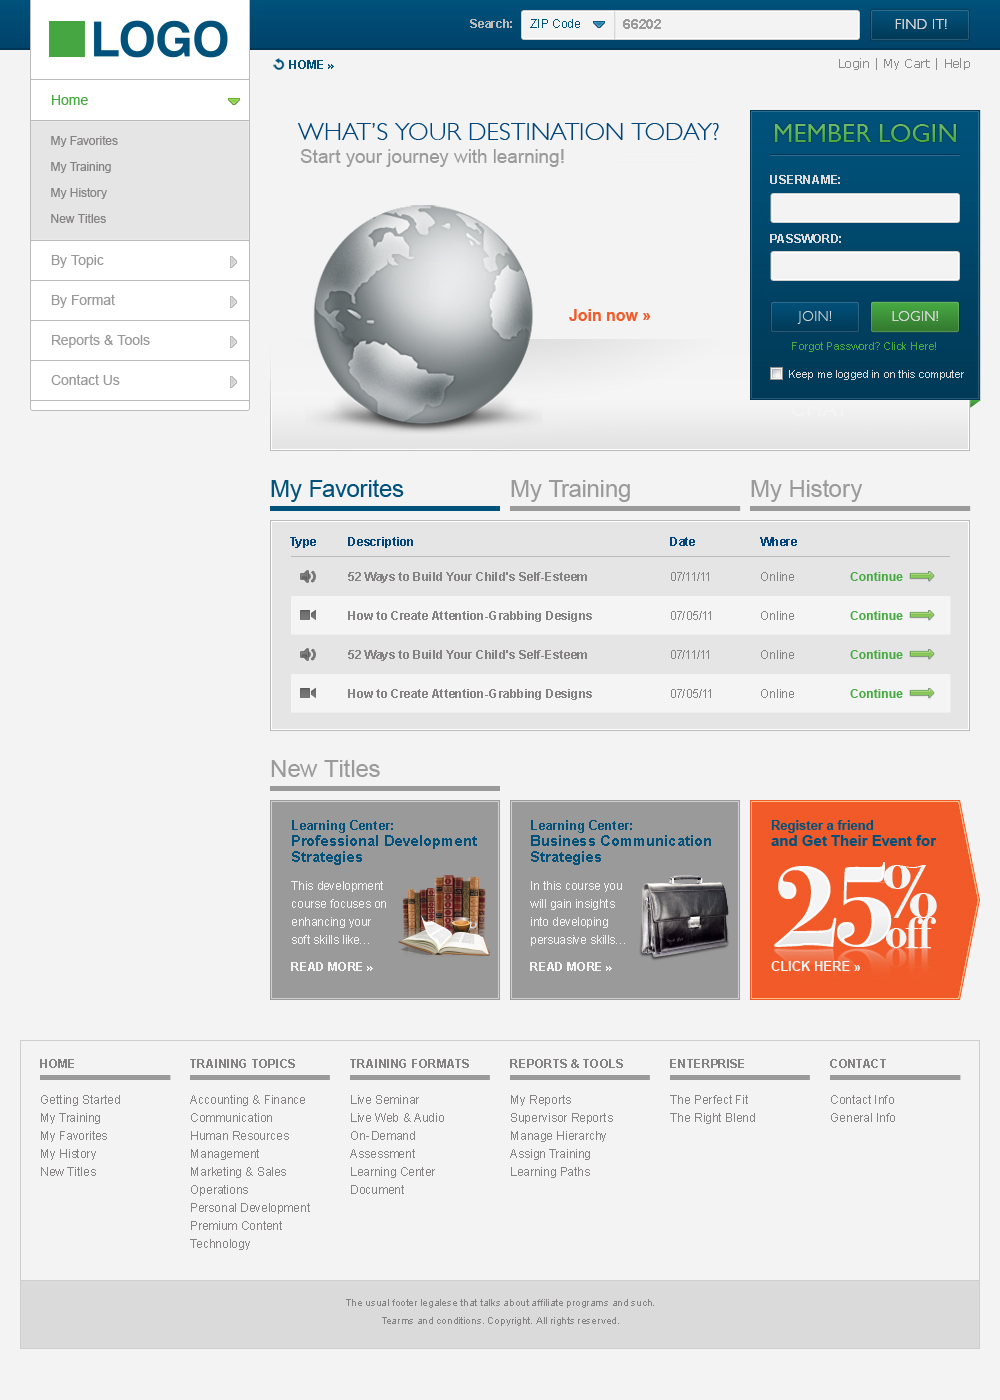 LOGO
Search:
ZIP Code
66202
FIND IT!
HOME »
Login | My Cart | Help
Home
My Favorites
My Training
My History
New Titles
By Topic
By Format
Reports & Tools
Contact Us
WHAT'S YOUR DESTINATION TODAY?
Start your journey with learning!
Join now »
MEMBER LOGIN
USERNAME:
PASSWORD:
JOIN!
LOGIN!
Forgot Password? Click Here!
Keep me logged in on this computer
My Favorites
My Training
My History
Type Description Date Where
52 Ways to Build Your Child's Self-Esteem 07/11/11 Online Continue
How to Create Attention-Grabbing Designs 07/05/11 Online Continue
52 Ways to Build Your Child's Self-Esteem 07/11/11 Online Continue
How to Create Attention-Grabbing Designs 07/05/11 Online Continue
New Titles
Learning Center:
Professional Development
Strategies
This development
course focuses on
enhancing your
soft skills like...
READ MORE »
Learning Center:
Business Communication
Strategies
In this course you
will gain insights
into developing
persuasive skills...
READ MORE »
Register a friend
and Get Their Event for
25%
off
CLICK HERE »
HOME
Getting Started
My Training
My Favorites
My History
New Titles
TRAINING TOPICS
Accounting & Finance
Communication
Human Resources
Management
Marketing & Sales
Operations
Personal Development
Premium Content
Technology
TRAINING FORMATS
Live Seminar
Live Web & Audio
On-Demand
Assessment
Learning Center
Document
REPORTS & TOOLS
My Reports
Supervisor Reports
Manage Hierarchy
Assign Training
Learning Paths
ENTERPRISE
The Perfect Fit
The Right Blend
CONTACT
Contact Info
General Info
The usual footer legalese that talks about affiliate programs and such.
Tearms and conditions. Copyright. All rights reserved.